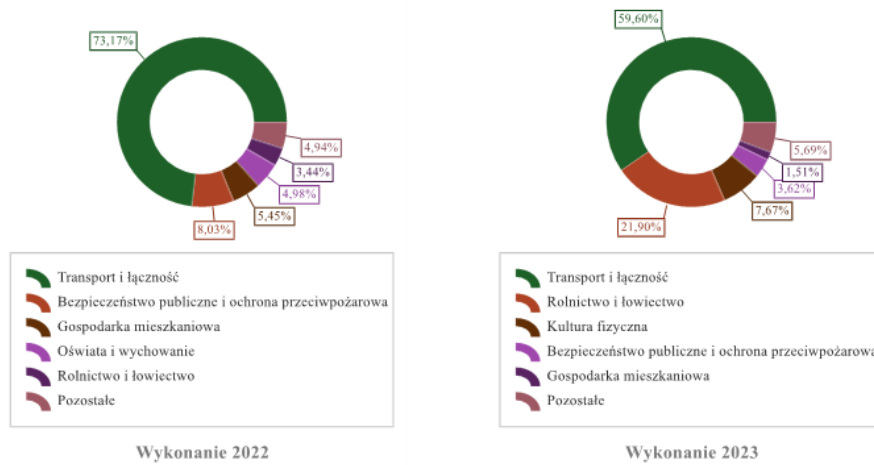 73,17%
4,94%
3,44%
4,98%
5,45%
8,03%
Transport i łączność
Bezpieczeństwo publiczne i ochrona przeciwpożarowa
Gospodarka mieszkaniowa
Oświata i wychowanie
Rolnictwo i łowiectwo
Pozostałe
Wykonanie 2022
59,60%
5,69%
1,51%
3,62%
7,67%
21,90%
Transport i łączność
Rolnictwo i łowiectwo
Kultura fizyczna
Bezpieczeństwo publiczne i ochrona przeciwpożarowa
Gospodarka mieszkaniowa
Pozostałe
Wykonanie 2023